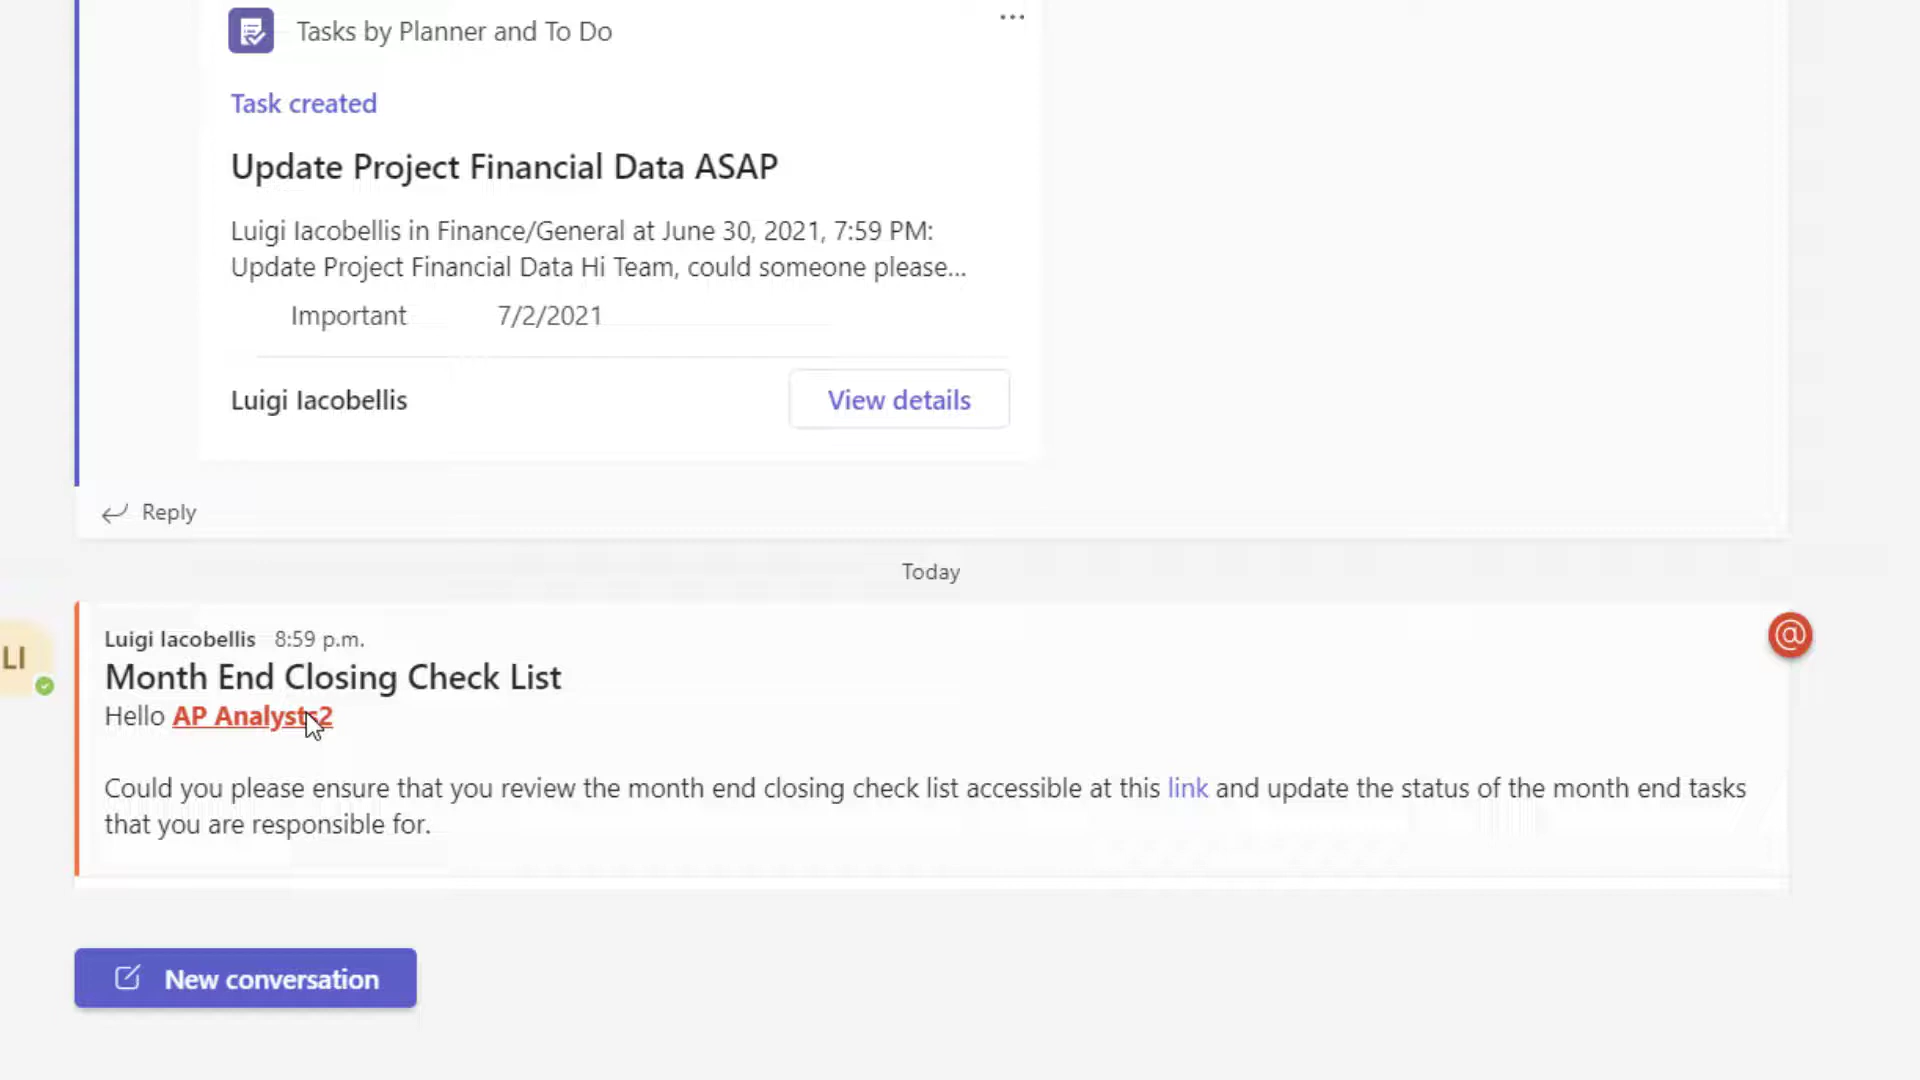 Tasks by Planner and To Do
Task created
Update Project Financial Data ASAP
Luigi Iacobellis in Finance/General at June 30, 2021, 7:59 PM:
Update Project Financial Data Hi Team, could someone please...
Important 7/2/2021
Luigi Iacobellis View details
Reply
Today
LI
Luigi Iacobellis 8:59 p.m.
@
Month End Closing Check List
Hello AP Analysts2
Could you please ensure that you review the month end closing check list accessible at this link and update the status of the month end tasks
that you are responsible for.
New conversation